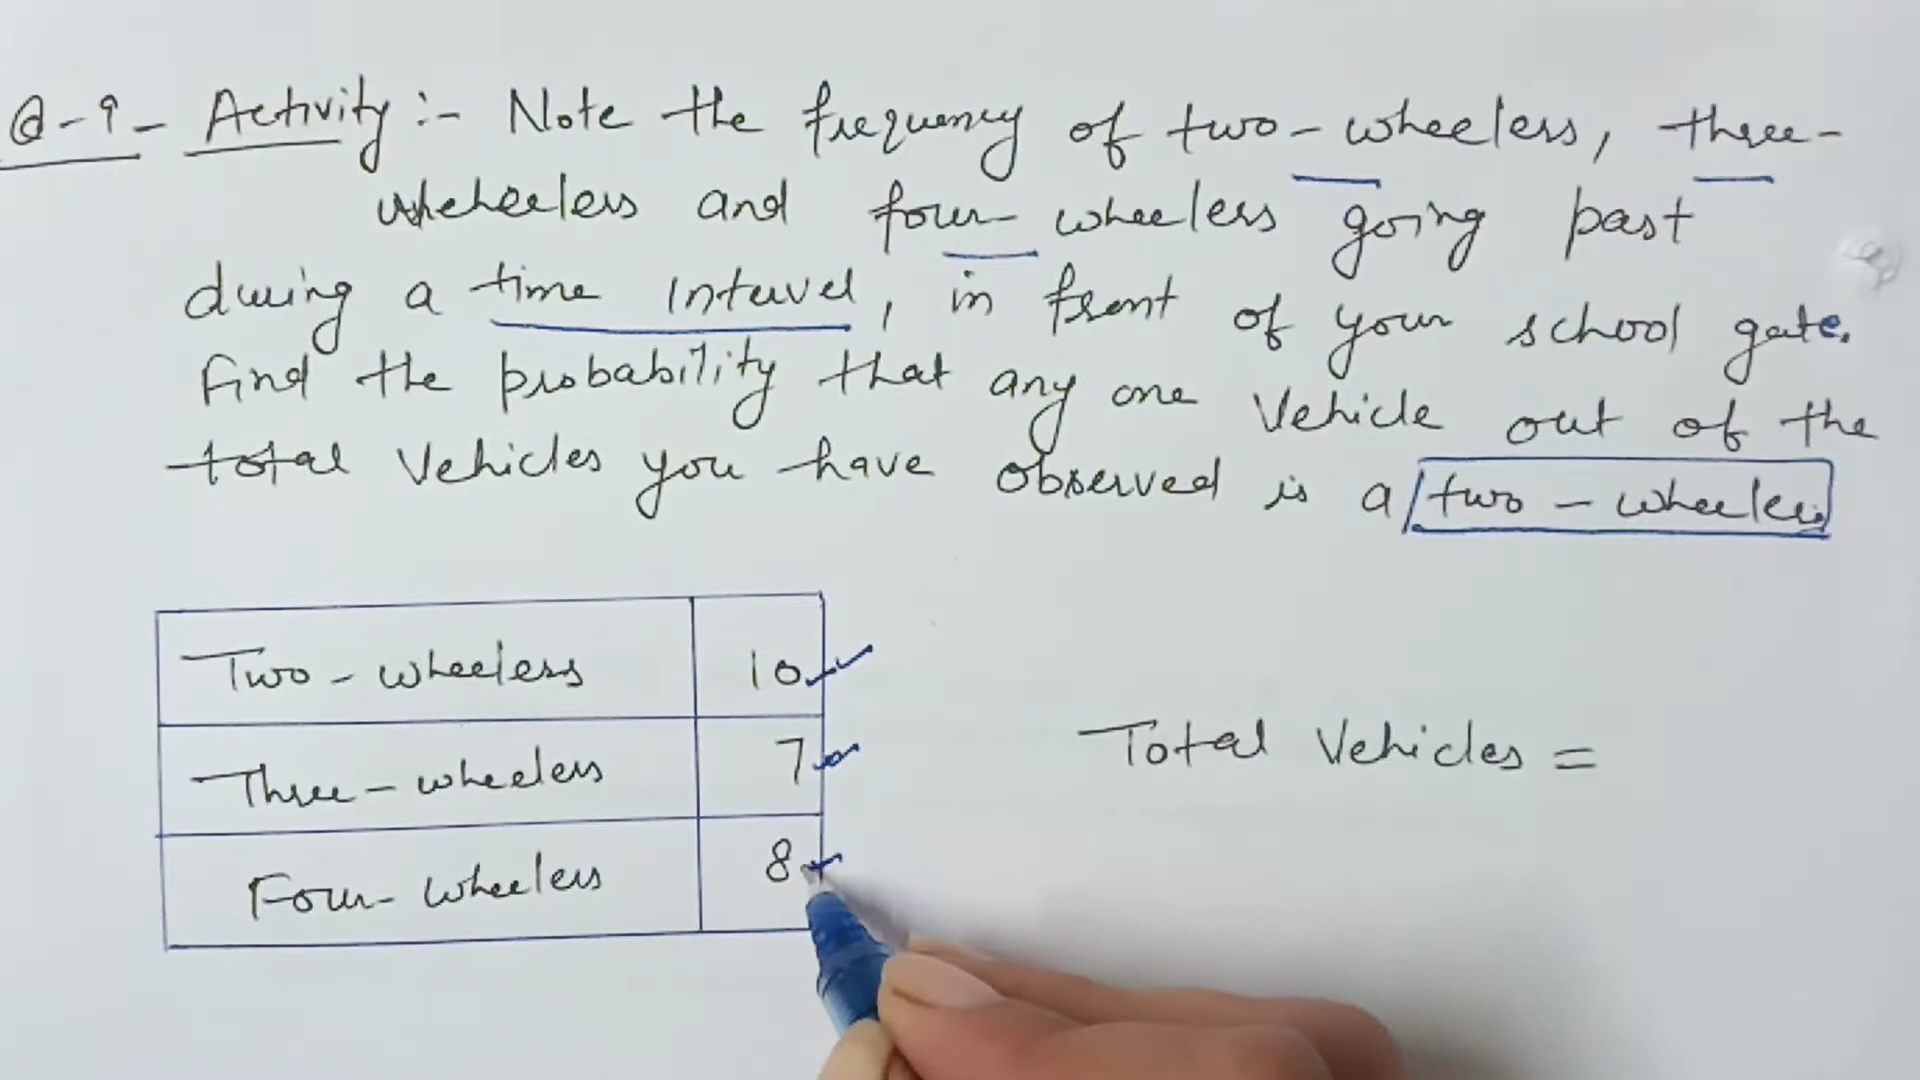 Q-9- Activity:- Note the frequency of two-wheelers, three-
wheelers and four-wheelers going past
during a time interval, in front of your school gate.
Find the probability that any one vehicle out of the
total vehicles you have observed is a two-wheeler.
Two-wheelers 10
Three-wheelers 7
Four-wheelers 8
Total Vehicles =